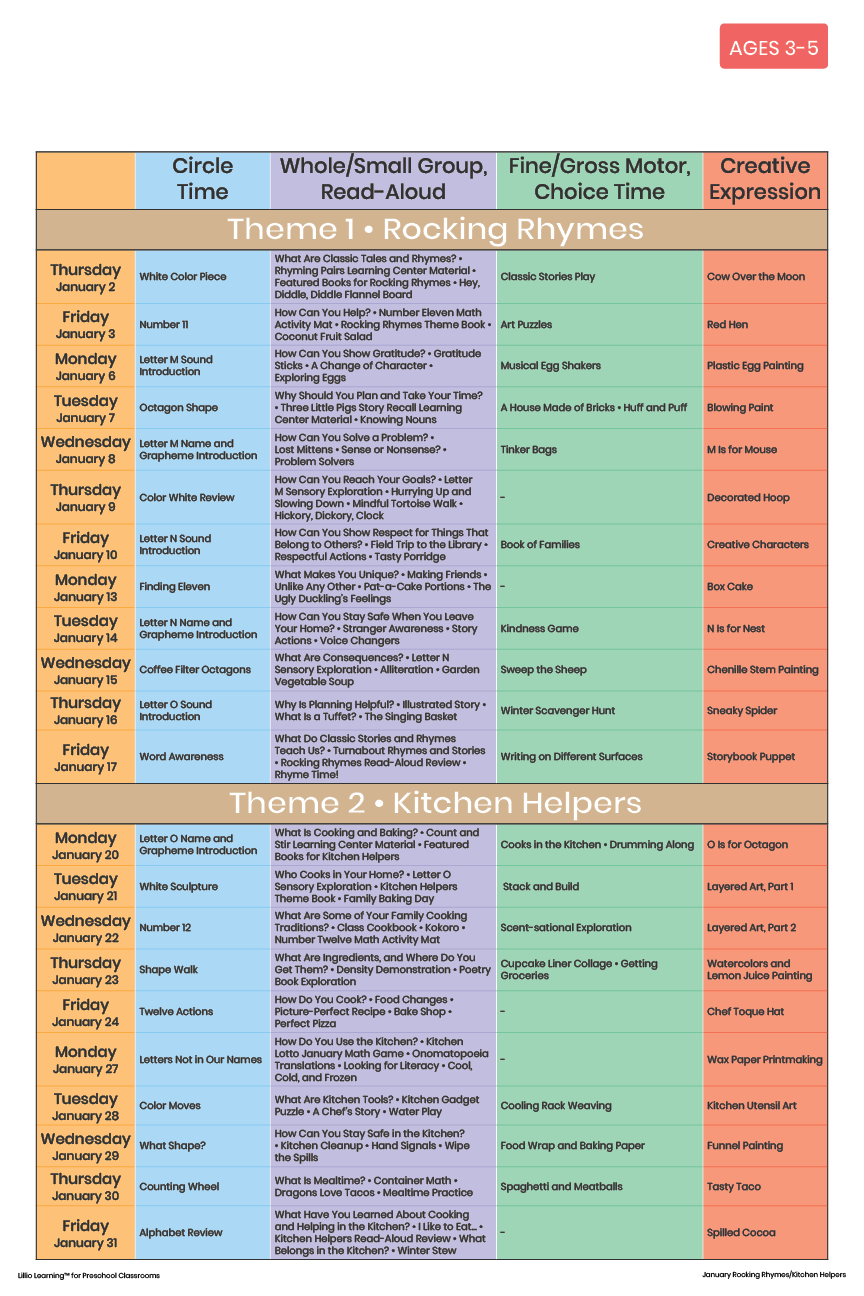 AGES 3-5
Circle Time
Whole/Small Group, Read-Aloud
Fine/Gross Motor, Choice Time
Creative Expression
Theme 1 • Rocking Rhymes
Thursday
January 2
White Color Piece
What Are Classic Tales and Rhymes? •
Rhyming Pairs Learning Center Material •
Featured Books for Rocking Rhymes • Hey,
Diddle, Diddle Flannel Board
Classic Stories Play
Cow Over the Moon
Friday
January 3
Number 11
How Can You Help? • Number Eleven Math
Activity Mat • Rocking Rhymes Theme Book •
Coconut Fruit Salad
Art Puzzles
Red Hen
Monday
January 6
Letter M Sound
Introduction
How Can You Show Gratitude? • Gratitude
Sticks • A Change of Character •
Exploring Eggs
Musical Egg Shakers
Plastic Egg Painting
Tuesday
January 7
Octagon Shape
Why Should You Plan and Take Your Time?
• Three Little Pigs Story Recall Learning
Center Material • Knowing Nouns
A House Made of Bricks • Huff and Puff
Blowing Paint
Wednesday
January 8
Letter M Name and
Grapheme Introduction
How Can You Solve a Problem? •
Lost Mittens • Sense or Nonsense? •
Problem Solvers
Tinker Bags
M Is for Mouse
Thursday
January 9
Color White Review
How Can You Reach Your Goals? • Letter
M Sensory Exploration • Hurrying Up and
Slowing Down • Mindful Tortoise Walk •
Hickory, Dickory, Clock
-
Decorated Hoop
Friday
January 10
Letter N Sound
Introduction
How Can You Show Respect for Things That
Belong to Others? • Field Trip to the Library •
Respectful Actions • Tasty Porridge
Book of Families
Creative Characters
Monday
January 13
Finding Eleven
What Makes You Unique? • Making Friends •
Unlike Any Other • Pat-a-Cake Portions • The
Ugly Duckling's Feelings
-
Box Cake
Tuesday
January 14
Letter N Name and
Grapheme Introduction
How Can You Stay Safe When You Leave
Your Home? • Stranger Awareness • Story
Actions • Voice Changers
Kindness Game
N Is for Nest
Wednesday
January 15
Coffee Filter Octagons
What Are Consequences? • Letter N
Sensory Exploration • Alliteration • Garden
Vegetable Soup
Sweep the Sheep
Chenille Stem Painting
Thursday
January 16
Letter O Sound
Introduction
Why Is Planning Helpful? • Illustrated Story •
What Is a Tuffet? • The Singing Basket
Winter Scavenger Hunt
Sneaky Spider
Friday
January 17
Word Awareness
What Do Classic Stories and Rhymes
Teach Us? • Turnabout Rhymes and Stories
• Rocking Rhymes Read-Aloud Review •
Rhyme Time!
Writing on Different Surfaces
Storybook Puppet
Theme 2 • Kitchen Helpers
Monday
January 20
Letter O Name and
Grapheme Introduction
What Is Cooking and Baking? • Count and
Stir Learning Center Material • Featured
Books for Kitchen Helpers
Cooks in the Kitchen • Drumming Along
O Is for Octagon
Tuesday
January 21
White Sculpture
Who Cooks in Your Home? • Letter O
Sensory Exploration • Kitchen Helpers
Theme Book • Family Baking Day
Stack and Build
Layered Art, Part 1
Wednesday
January 22
Number 12
What Are Some of Your Family Cooking
Traditions? • Class Cookbook • Kokoro •
Number Twelve Math Activity Mat
Scent-sational Exploration
Layered Art, Part 2
Thursday
January 23
Shape Walk
What Are Ingredients, and Where Do You
Get Them? • Density Demonstration • Poetry
Book Exploration
Cupcake Liner Collage • Getting
Groceries
Watercolors and
Lemon Juice Painting
Friday
January 24
Twelve Actions
How Do You Cook? • Food Changes •
Picture-Perfect Recipe • Bake Shop •
Perfect Pizza
-
Chef Toque Hat
Monday
January 27
Letters Not in Our Names
How Do You Use the Kitchen? • Kitchen
Lotto January Math Game • Onomatopoeia
Translations • Looking for Literacy • Cool,
Cold, and Frozen
-
Wax Paper Printmaking
Tuesday
January 28
Color Moves
What Are Kitchen Tools? • Kitchen Gadget
Puzzle • A Chef's Story • Water Play
Cooling Rack Weaving
Kitchen Utensil Art
Wednesday
January 29
What Shape?
How Can You Stay Safe in the Kitchen?
• Kitchen Cleanup • Hand Signals • Wipe
the Spills
Food Wrap and Baking Paper
Funnel Painting
Thursday
January 30
Counting Wheel
What Is Mealtime? • Container Math •
Dragons Love Tacos • Mealtime Practice
Spaghetti and Meatballs
Tasty Taco
Friday
January 31
Alphabet Review
What Have You Learned About Cooking
and Helping in the Kitchen? • I Like to Eat… •
Kitchen Helpers Read-Aloud Review • What
Belongs in the Kitchen? • Winter Stew
-
Spilled Cocoa
Lillio Learning™ for Preschool Classrooms
January Rocking Rhymes/Kitchen Helpers